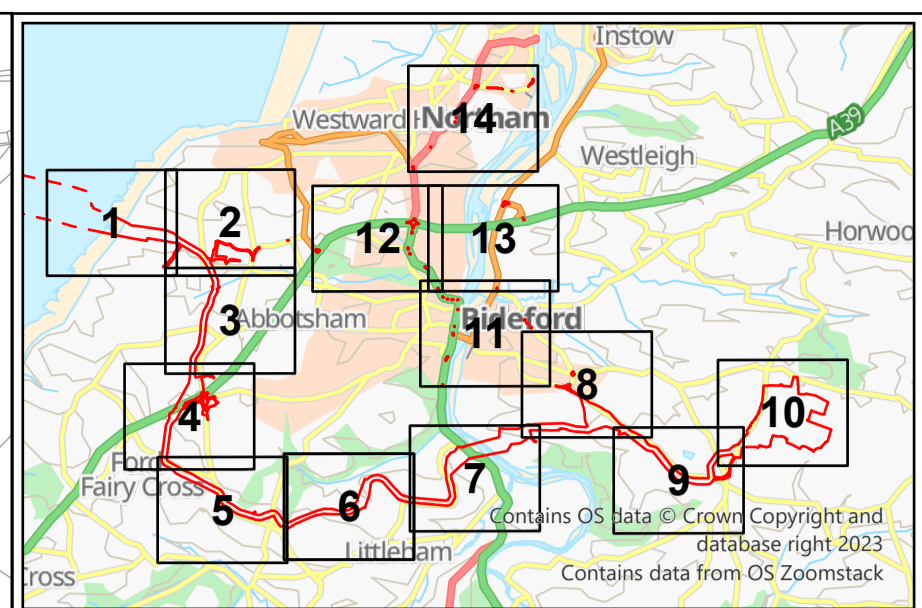 Instow
Westward H
Northam
14
A39
Westleigh
1
2
12
13
Horwoo
3
Abbotsham
Bideford
11
4
8
10
Ford
Fairy Cross
5
6
7
9
Contains OS data © Crown Copyright and
database right 2023
Littleham
Contains data from OS Zoomstack
Cross